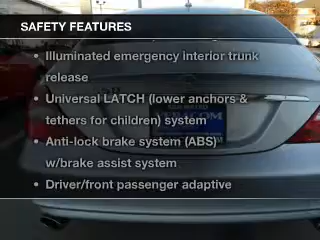 SAFETY FEATURES
• Illuminated emergency interior trunk
release
• Universal LATCH (lower anchors &
tethers for children) system
• Anti-lock brake system (ABS)
w/brake assist system
• Driver/front passenger adaptive